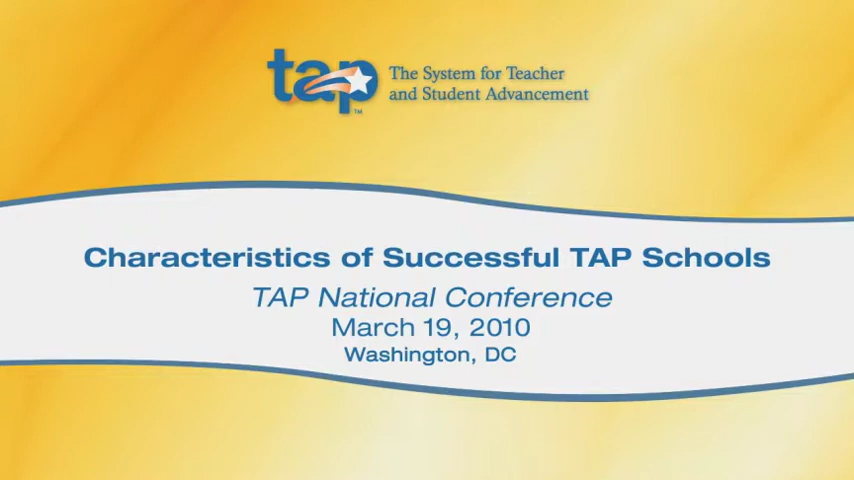 tap
The System for Teacher
and Student Advancement
TM
Characteristics of Successful TAP Schools
TAP National Conference
March 19, 2010
Washington, DC